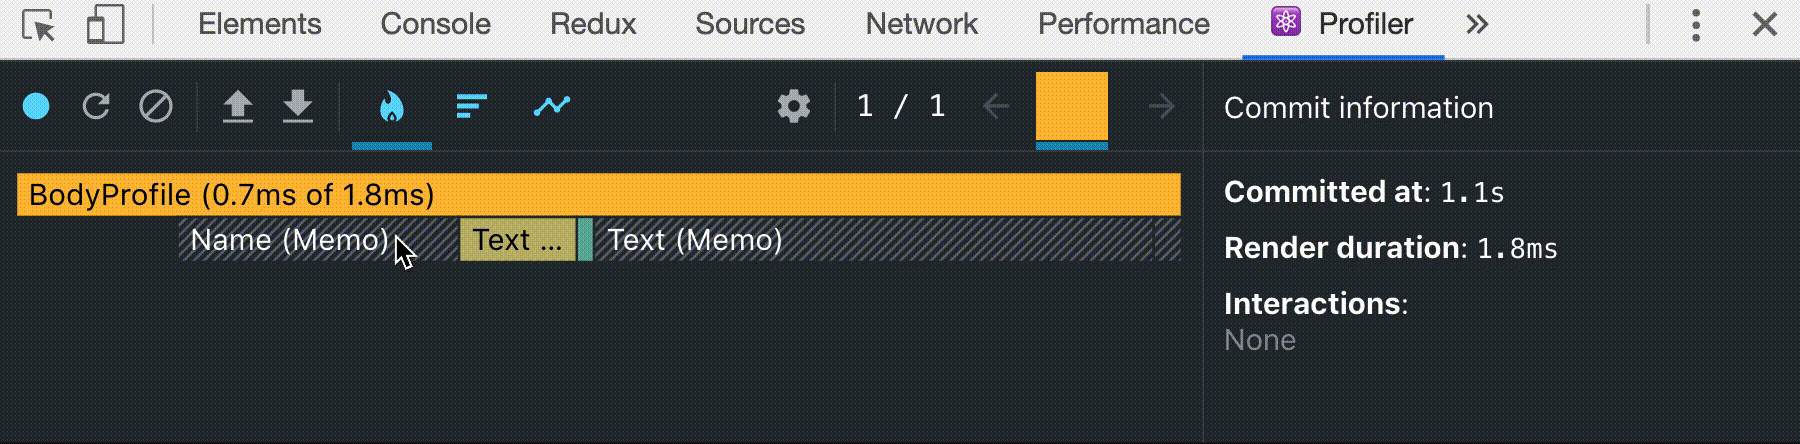 Elements Console Redux Sources Network Performance Profiler »
1 / 1
Commit information
BodyProfile (0.7ms of 1.8ms)
Name (Memo) Text ... Text (Memo)
Committed at: 1.1s
Render duration: 1.8ms
Interactions:
None